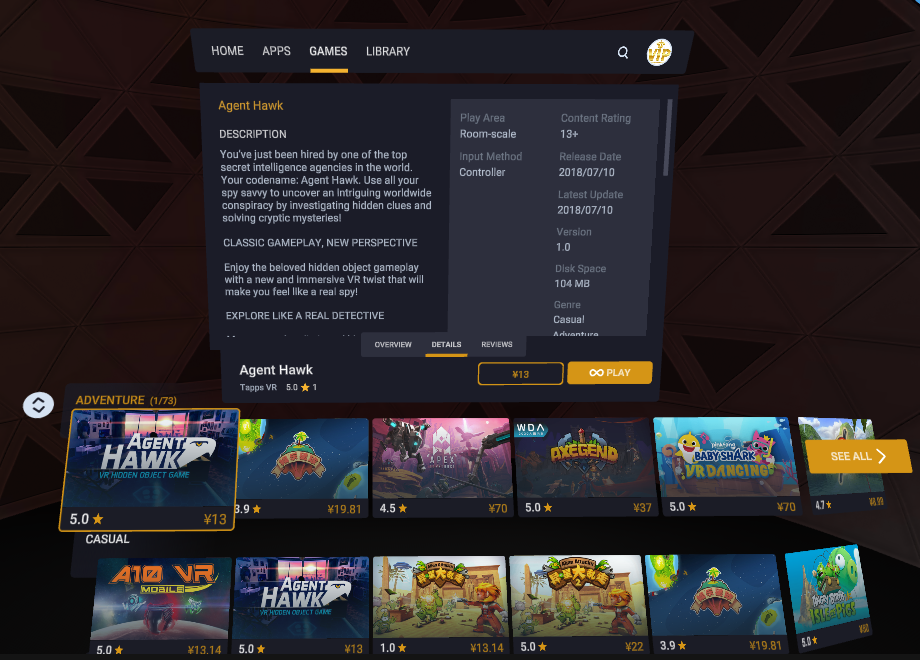 HOME APPS GAMES LIBRARY
VIP
Agent Hawk
DESCRIPTION
You've just been hired by one of the top
secret intelligence agencies in the world.
Your codename: Agent Hawk. Use all your
spy savvy to uncover an intriguing worldwide
conspiracy by investigating hidden clues and
solving cryptic mysteries!
CLASSIC GAMEPLAY, NEW PERSPECTIVE
Enjoy the beloved hidden object gameplay
with a new and immersive VR twist that will
make you feel like a real spy!
EXPLORE LIKE A REAL DETECTIVE
Play Area
Room-scale
Input Method
Controller
Content Rating
13+
Release Date
2018/07/10
Latest Update
2018/07/10
Version
1.0
Disk Space
104 MB
Genre
Casual
Adventure
OVERVIEW DETAILS REVIEWS
Agent Hawk
Tapps VR 5.0 ★ 1
¥13
PLAY
ADVENTURE (1/73)
AGENT
HAWK
VR HIDDEN OBJECT GAME
5.0 ★ ¥13
3.9 ★ ¥19.81
APEX
4.5 ★ ¥70
WDA
AXEGEND
5.0 ★ ¥37
pinkfong
BABY SHARK
VR DANCING
5.0 ★ ¥70
4.7 ★ ¥8.99
SEE ALL
CASUAL
A10 VR
MOBILE
5.0 ★ ¥13.14
AGENT
HAWK
VR HIDDEN OBJECT GAME
5.0 ★ ¥13
1.0 ★ ¥13.14
5.0 ★ ¥22
3.9 ★ ¥19.81
ANGRY BIRDS
ISLE OF PIGS
5.0 ★